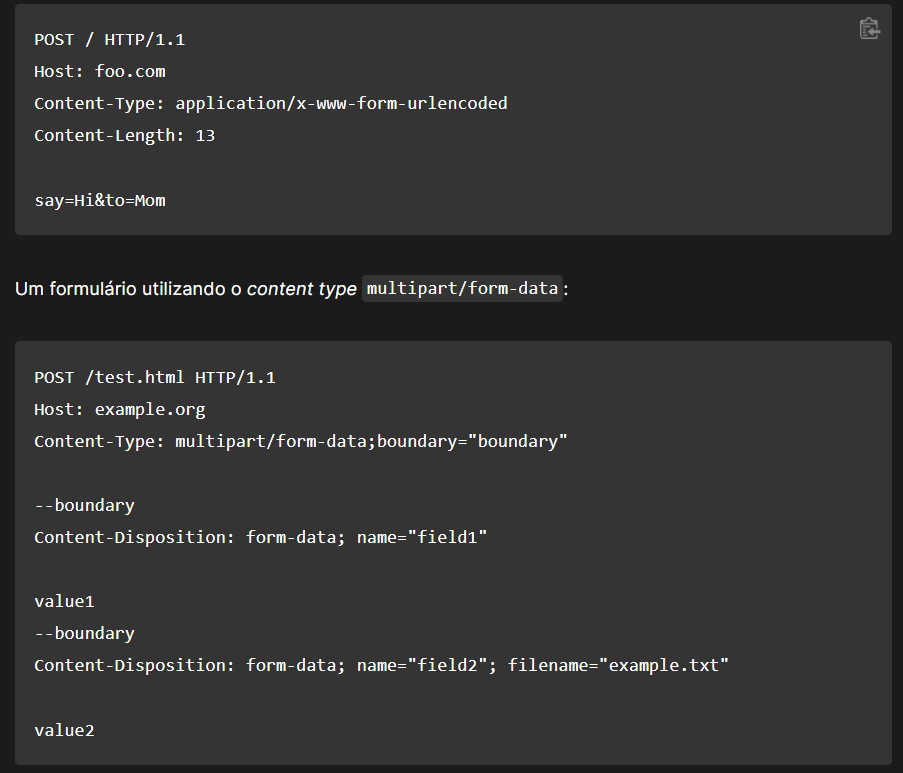 POST / HTTP/1.1
Host: foo.com
Content-Type: application/x-www-form-urlencoded
Content-Length: 13
say=Hi&to=Mom
Um formulário utilizando o content type multipart/form-data:
POST /test.html HTTP/1.1
Host: example.org
Content-Type: multipart/form-data;boundary="boundary"
--boundary
Content-Disposition: form-data; name="field1"
value1
--boundary
Content-Disposition: form-data; name="field2"; filename="example.txt"
value2